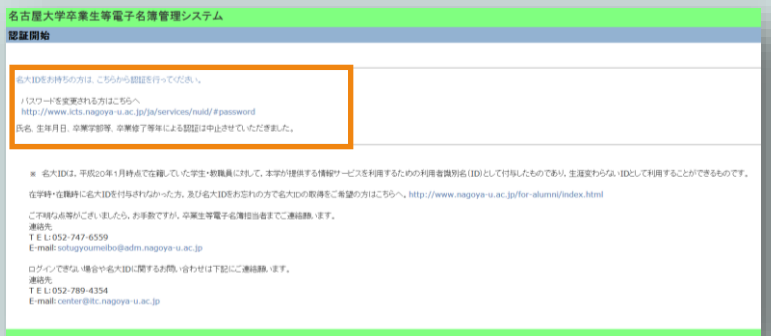 名古屋大学卒業生等電子名簿管理システム
認証開始
名大IDをお持ちの方は、こちらから認証を行ってください。
パスワードを変更される方はこちらへ
http://www.icts.nagoya-u.ac.jp/ja/services/nuid/#password
氏名、生年月日、卒業学部等、卒業修了等年による認証は中止させていただきました。
※ 名大IDは、平成20年1月時点で在籍していた学生・教職員に対して、本学が提供する情報サービスを利用するための利用者識別名(ID)として付与したものであり、生涯変わらないIDとして利用することができるものです。
在学時・在職時に名大IDを付与されなかった方、及び名大IDをお忘れの方で名大IDの取得をご希望の方はこちらへ。http://www.nagoya-u.ac.jp/for-alumni/index.html
ご不明な点等がございましたら、お手数ですが、卒業生等電子名簿担当者までご連絡願います。
連絡先
T E L:052-747-6559
E-mail:sotugyoumeibo@adm.nagoya-u.ac.jp
ログインできない場合や名大IDに関するお問い合わせは下記にご連絡願います。
連絡先
T E L:052-789-4354
E-mail:center@itc.nagoya-u.ac.jp